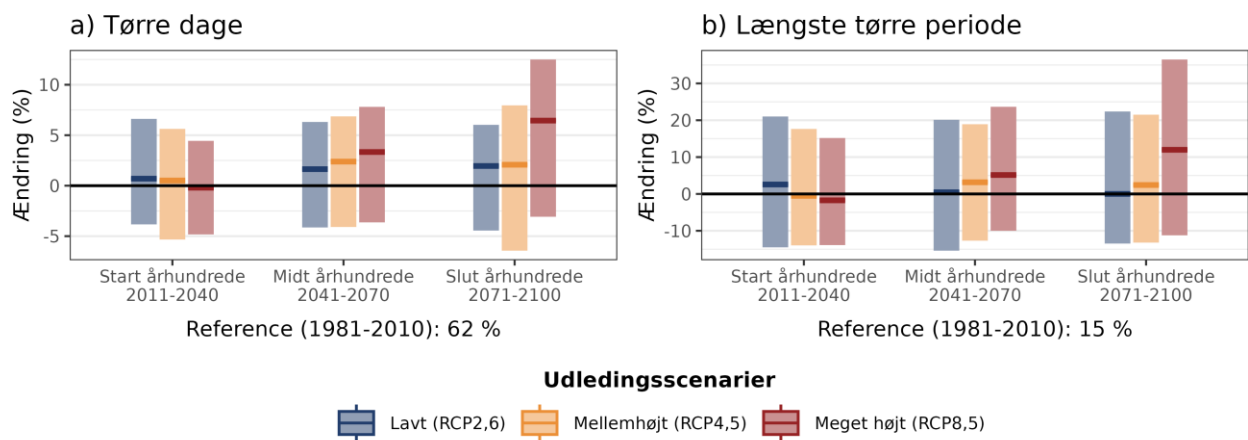 a) Tørre dage
Ændring (%)
10
5
0
-5
Start århundrede
2011-2040
Midt århundrede
2041-2070
Slut århundrede
2071-2100
Reference (1981-2010): 62 %
b) Længste tørre periode
Ændring (%)
30
20
10
0
-10
Start århundrede
2011-2040
Midt århundrede
2041-2070
Slut århundrede
2071-2100
Reference (1981-2010): 15 %
Udledingsscenarier
Lavt (RCP2,6)
Mellemhøjt (RCP4,5)
Meget højt (RCP8,5)